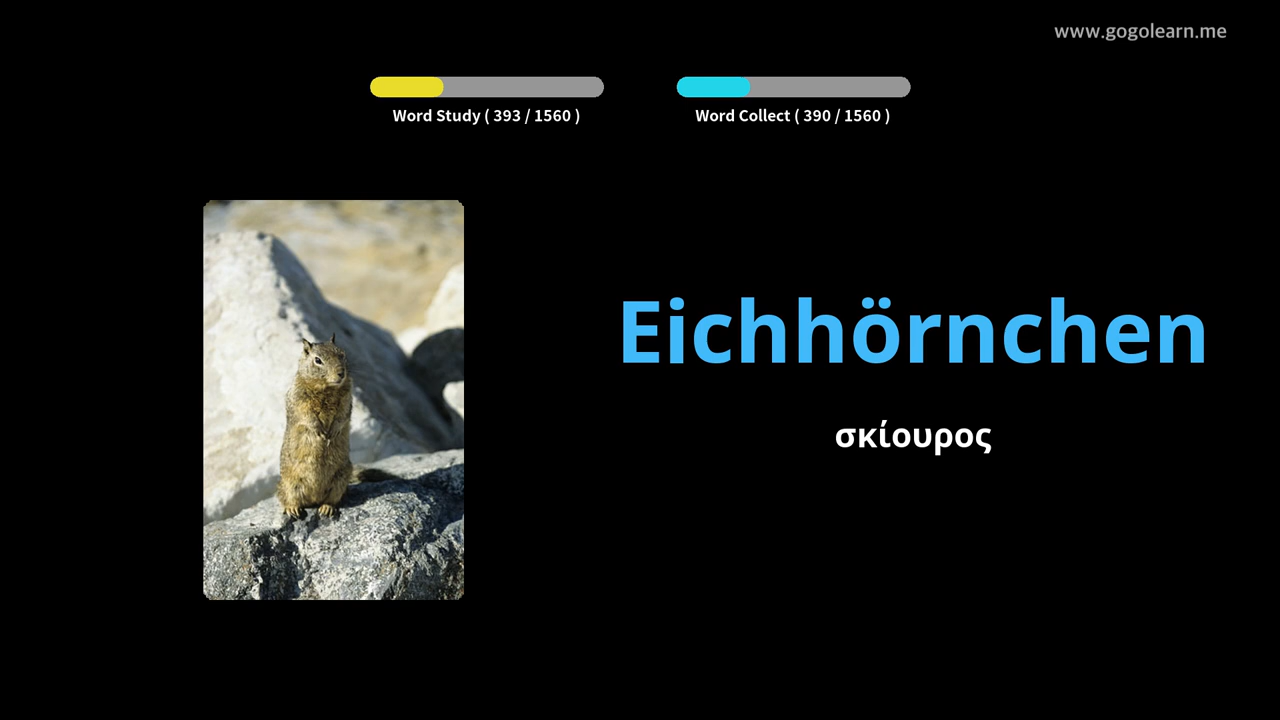 www.gogolearn.me
Word Study ( 393 / 1560 )
Word Collect ( 390 / 1560 )
Eichhörnchen
σκίουρος